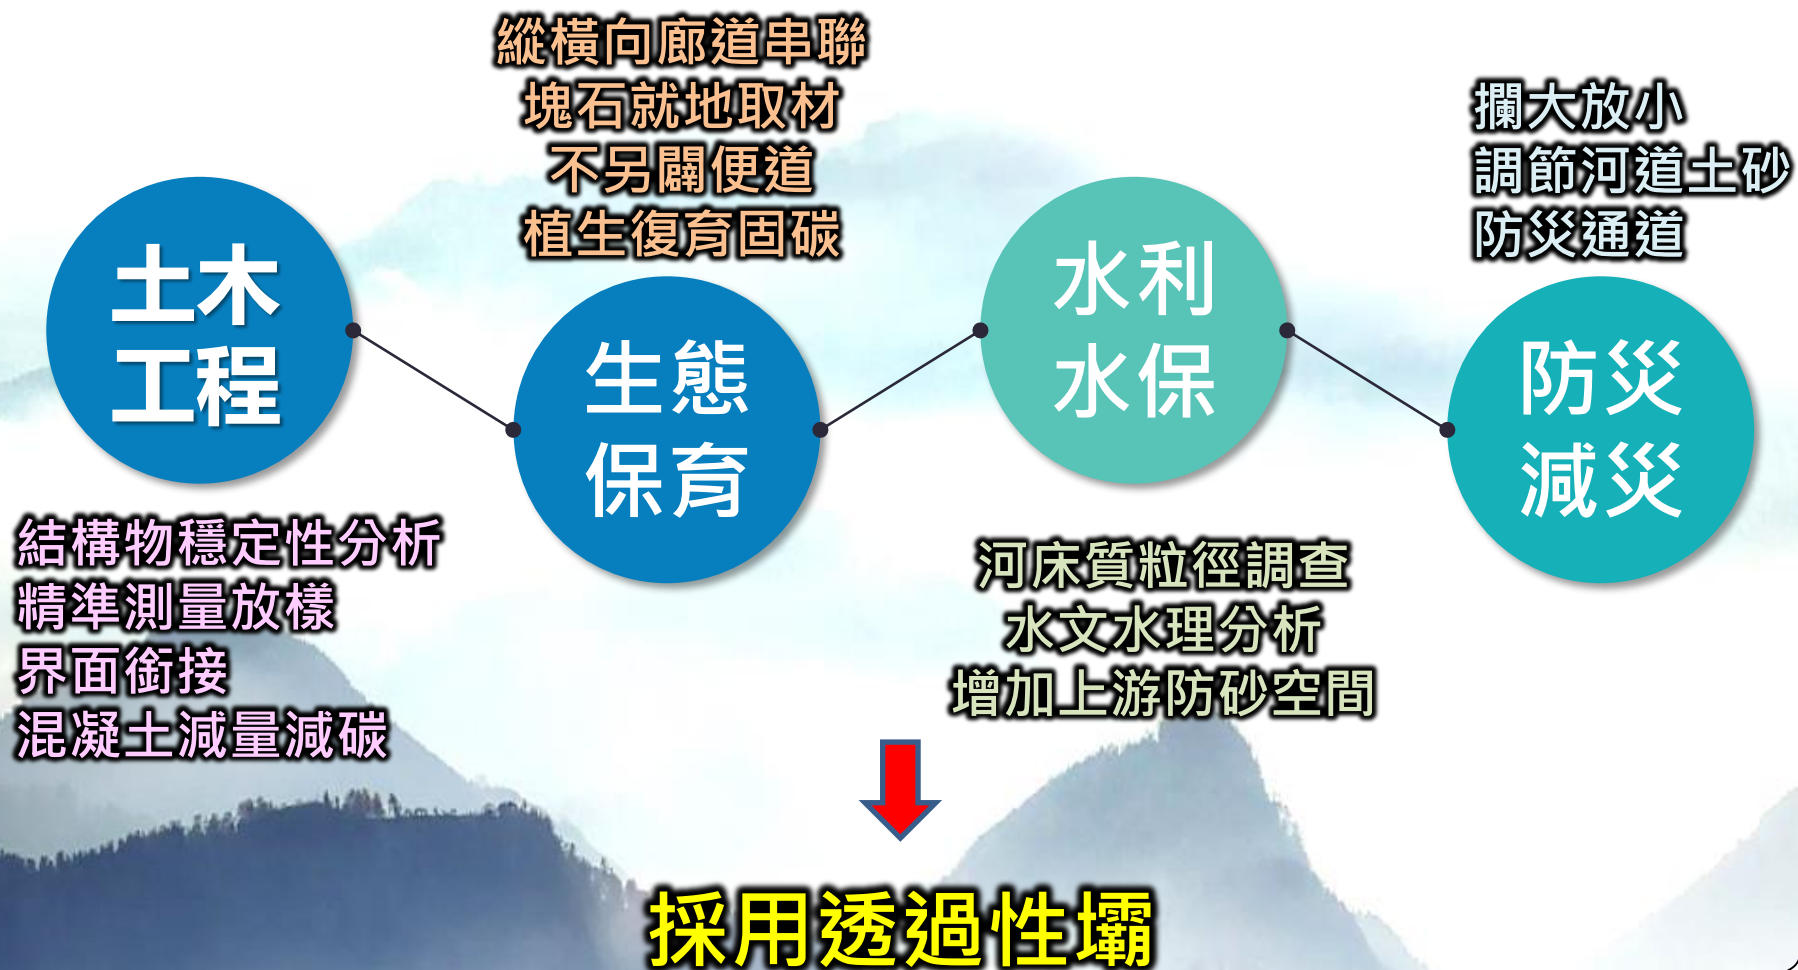 土木
工程
結構物穩定性分析
精準測量放樣
界面銜接
混凝土減量減碳
縱橫向廊道串聯
塊石就地取材
不另闢便道
植生復育固碳
生態
保育
水利
水保
河床質粒徑調查
水文水理分析
增加上游防砂空間
攔大放小
調節河道土砂
防災通道
防災
減災
採用透過性壩